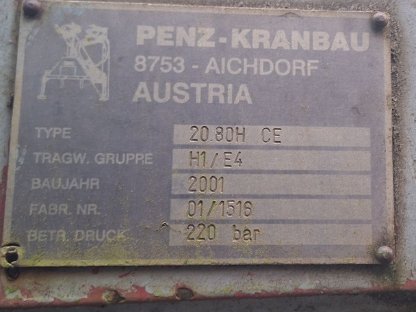 PENZ-KRANBAU
8753 - AICHDORF
AUSTRIA
TYPE 20.80H CE
TRAGW. GRUPPE H1/E4
BAUJAHR 2001
FABR. NR. 01/1516
BETR. DRUCK 220 bar